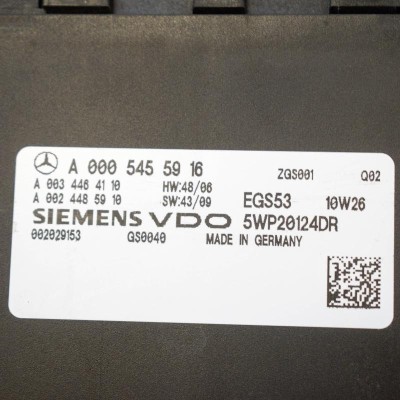 A 000 545 59 16 ZGS001 Q02
A 003 446 41 10 HW:48/06
A 002 448 59 10 SW:43/09 EGS53 10W26
SIEMENS VDO 5WP20124DR
002029153 GS0040 MADE IN GERMANY